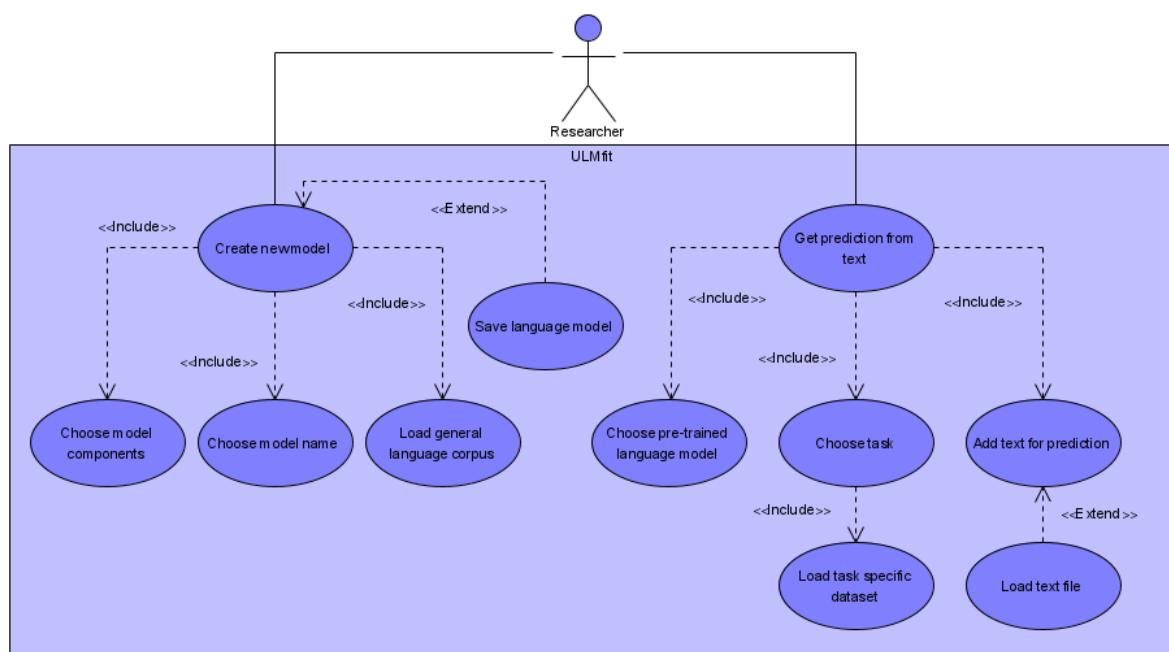 Researcher
ULMfit
<<Extend>>
<<Include>>
Create new model
Get prediction from
text
<<Include>>
<<Include>>
<<Include>>
Save language model
<<Include>>
<<Include>>
Choose model
components
Choose model name
Load general
language corpus
Choose pre-trained
language model
Choose task
Add text for prediction
<<Include>>
<<Extend>>
Load task specific
dataset
Load text file